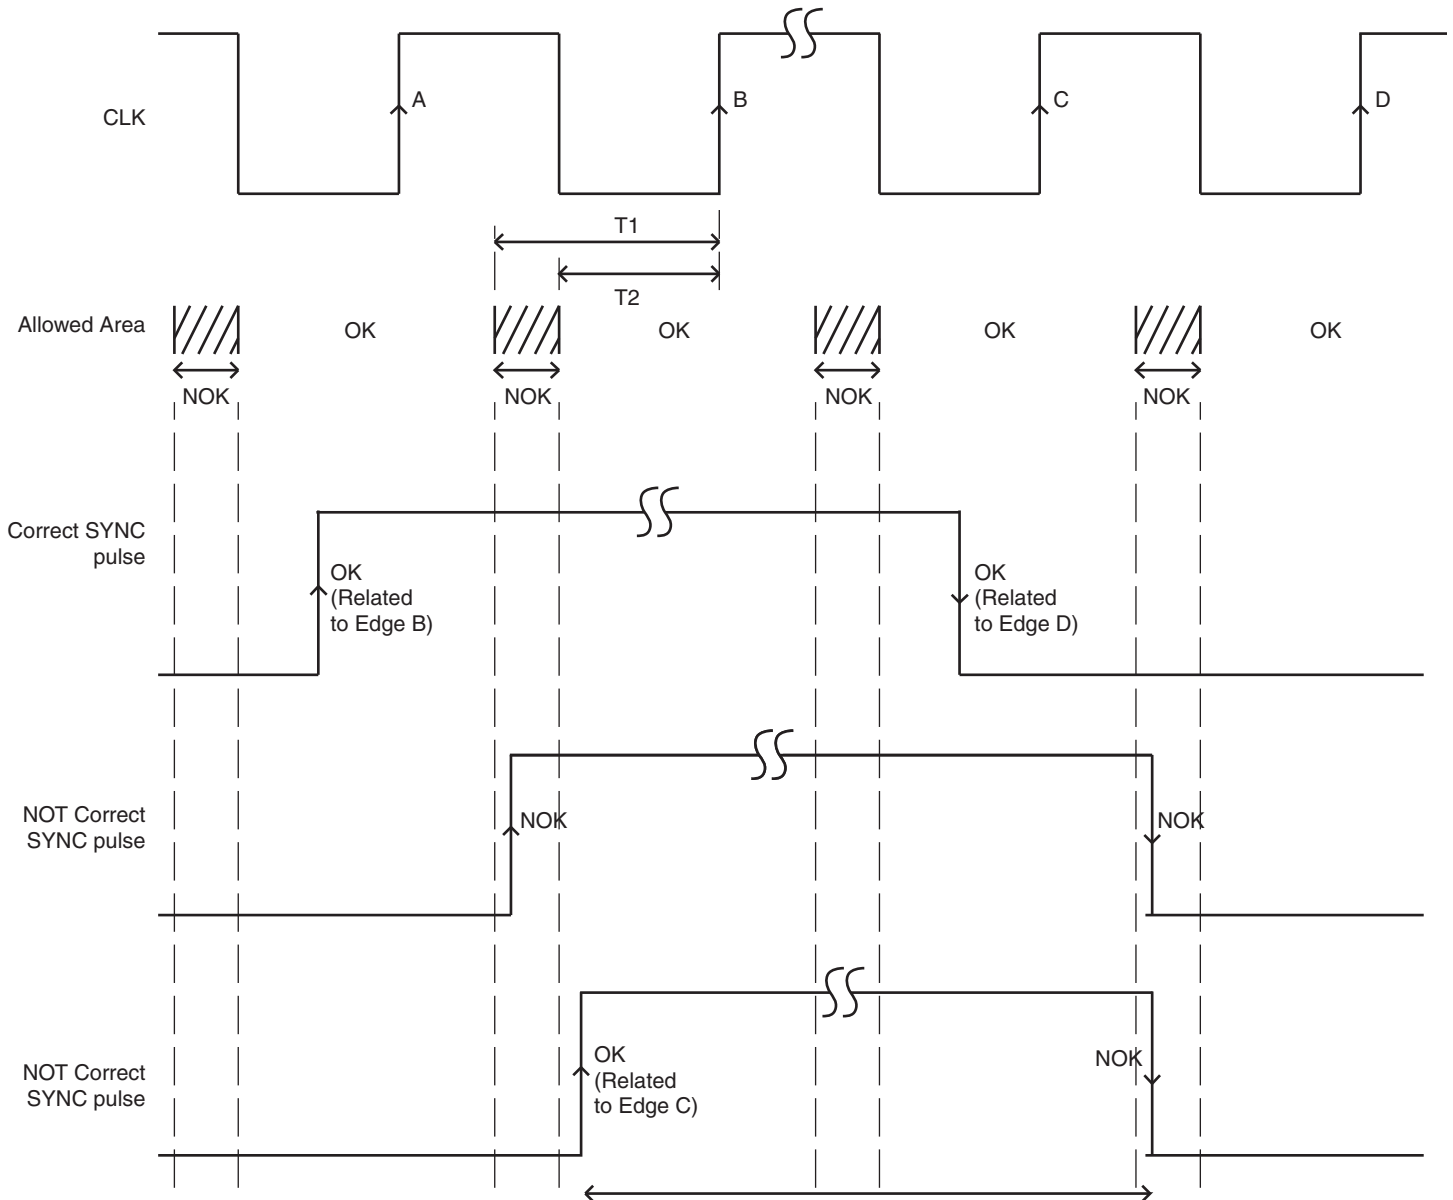 CLK
A
B
C
D
T1
T2
Allowed Area
OK
OK
OK
OK
NOK
NOK
NOK
NOK
Correct SYNC
pulse
OK
(Related
to Edge B)
OK
(Related
to Edge D)
NOT Correct
SYNC pulse
NOK
NOK
NOT Correct
SYNC pulse
OK
(Related
to Edge C)
NOK